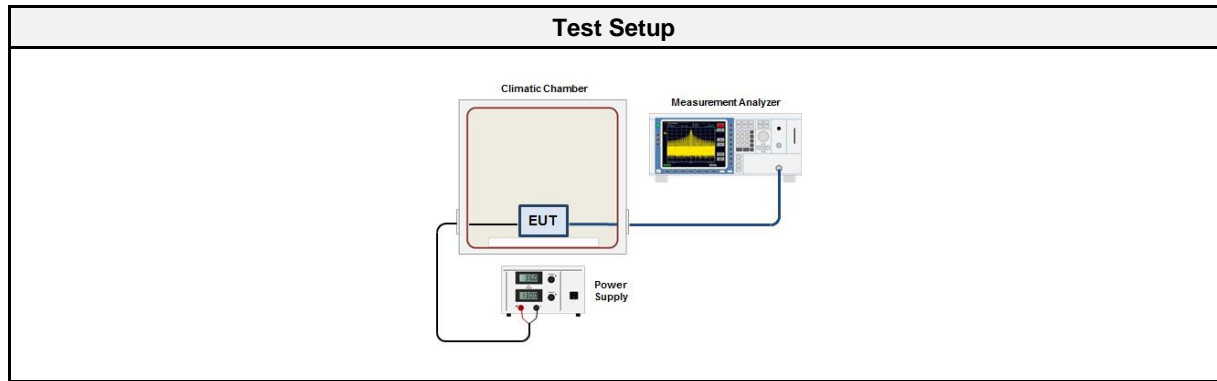 Test Setup
Climatic Chamber
Measurement Analyzer
EUT
Power
Supply